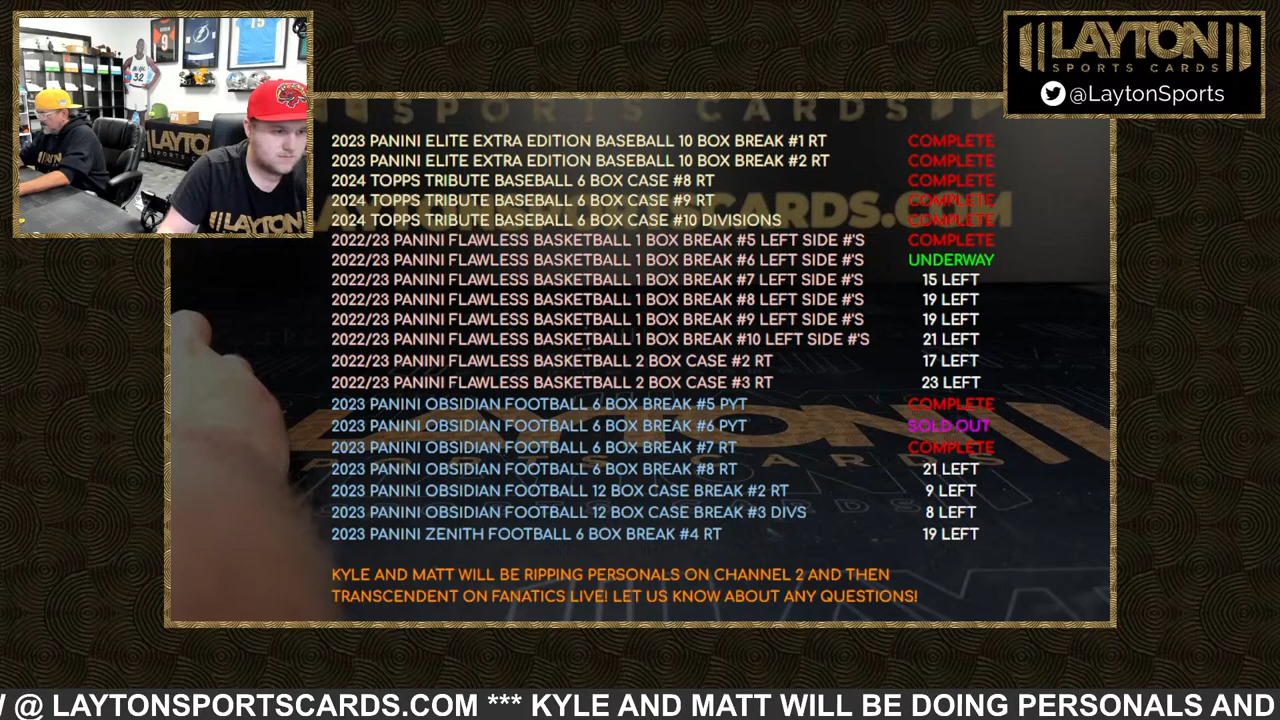 LAYTON
SPORTS CARDS
@LaytonSports
9
15
32
LAYTON
LAYTON
SPORTS CARDS
2023 PANINI ELITE EXTRA EDITION BASEBALL 10 BOX BREAK #1 RT COMPLETE
2023 PANINI ELITE EXTRA EDITION BASEBALL 10 BOX BREAK #2 RT COMPLETE
2024 TOPPS TRIBUTE BASEBALL 6 BOX CASE #8 RT COMPLETE
2024 TOPPS TRIBUTE BASEBALL 6 BOX CASE #9 RT COMPLETE
2024 TOPPS TRIBUTE BASEBALL 6 BOX CASE #10 DIVISIONS COMPLETE
2022/23 PANINI FLAWLESS BASKETBALL 1 BOX BREAK #5 LEFT SIDE #'S COMPLETE
2022/23 PANINI FLAWLESS BASKETBALL 1 BOX BREAK #6 LEFT SIDE #'S UNDERWAY
2022/23 PANINI FLAWLESS BASKETBALL 1 BOX BREAK #7 LEFT SIDE #'S 15 LEFT
2022/23 PANINI FLAWLESS BASKETBALL 1 BOX BREAK #8 LEFT SIDE #'S 19 LEFT
2022/23 PANINI FLAWLESS BASKETBALL 1 BOX BREAK #9 LEFT SIDE #'S 19 LEFT
2022/23 PANINI FLAWLESS BASKETBALL 1 BOX BREAK #10 LEFT SIDE #'S 21 LEFT
2022/23 PANINI FLAWLESS BASKETBALL 2 BOX CASE #2 RT 17 LEFT
2022/23 PANINI FLAWLESS BASKETBALL 2 BOX CASE #3 RT 23 LEFT
2023 PANINI OBSIDIAN FOOTBALL 6 BOX BREAK #5 PYT COMPLETE
2023 PANINI OBSIDIAN FOOTBALL 6 BOX BREAK #6 PYT SOLD OUT
2023 PANINI OBSIDIAN FOOTBALL 6 BOX BREAK #7 RT COMPLETE
2023 PANINI OBSIDIAN FOOTBALL 6 BOX BREAK #8 RT 21 LEFT
2023 PANINI OBSIDIAN FOOTBALL 12 BOX CASE BREAK #2 RT 9 LEFT
2023 PANINI OBSIDIAN FOOTBALL 12 BOX CASE BREAK #3 DIVS 8 LEFT
2023 PANINI ZENITH FOOTBALL 6 BOX BREAK #4 RT 19 LEFT
KYLE AND MATT WILL BE RIPPING PERSONALS ON CHANNEL 2 AND THEN
TRANSCENDENT ON FANATICS LIVE! LET US KNOW ABOUT ANY QUESTIONS!
@ LAYTONSPORTSCARDS.COM *** KYLE AND MATT WILL BE DOING PERSONALS AND